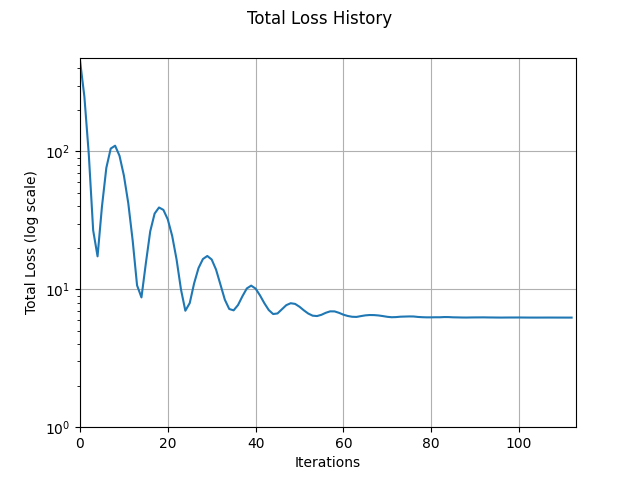 Total Loss History
Total Loss (log scale)
10²
10¹
10⁰
0 20 40 60 80 100
Iterations